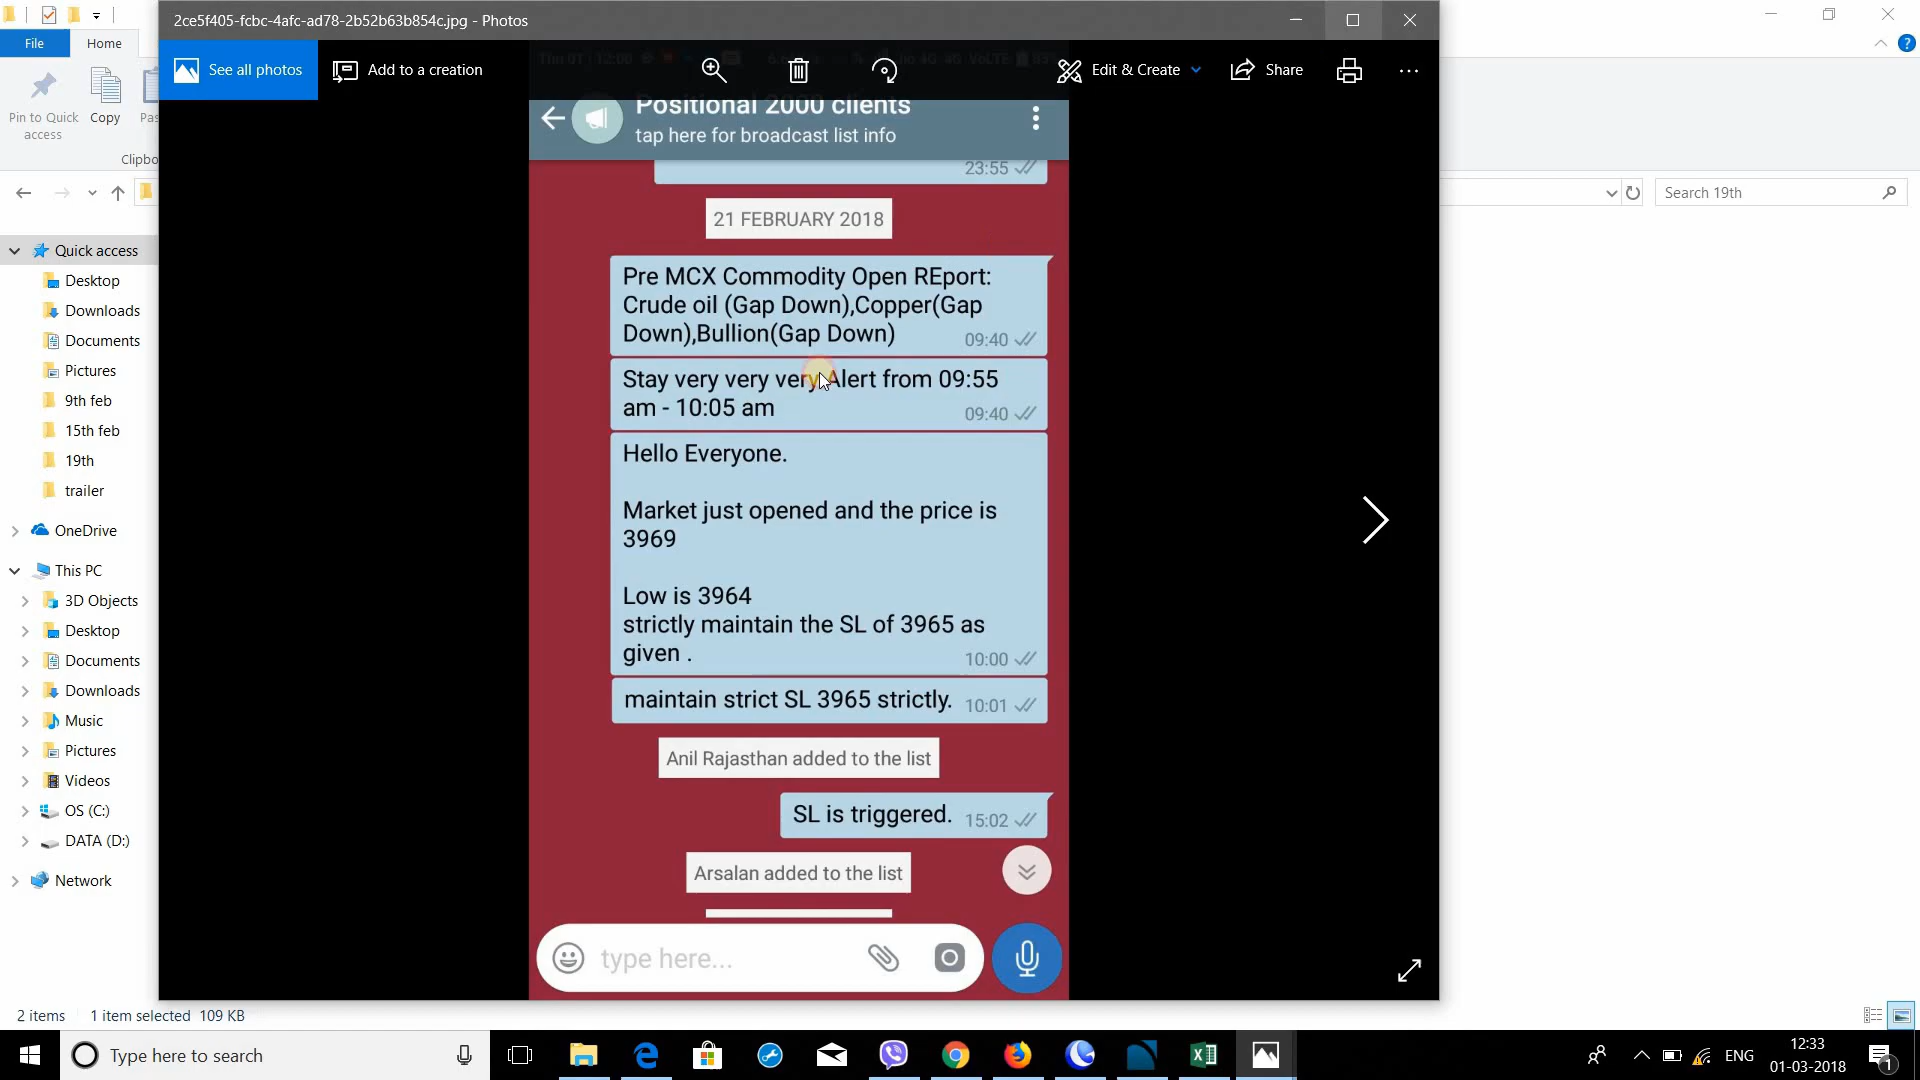 2ce5f405-fcbc-4afc-ad78-2b52b63b854c.jpg - Photos
File
Home
See all photos
Add to a creation
Edit & Create
Share
Pin to Quick
access
Copy
Positional 2000 clients
tap here for broadcast list info
23:55
Search 19th
21 FEBRUARY 2018
Pre MCX Commodity Open REport:
Crude oil (Gap Down),Copper(Gap
Down),Bullion(Gap Down)
09:40
Stay very very very Alert from 09:55
am - 10:05 am
09:40
Hello Everyone.
Market just opened and the price is
3969
Low is 3964
strictly maintain the SL of 3965 as
given .
10:00
maintain strict SL 3965 strictly.
10:01
Anil Rajasthan added to the list
SL is triggered.
15:02
Arsalan added to the list
type here...
Quick access
Desktop
Downloads
Documents
Pictures
9th feb
15th feb
19th
trailer
OneDrive
This PC
3D Objects
Desktop
Documents
Downloads
Music
Pictures
Videos
OS (C:)
DATA (D:)
Network
2 items
1 item selected 109 KB
Type here to search
ENG
12:33
01-03-2018
1